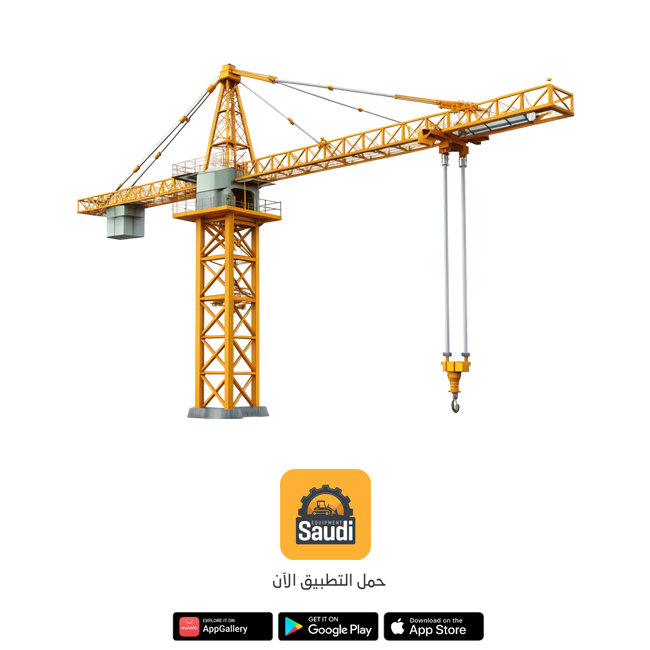 EQUIPMENT
Saudi
حمل التطبيق الآن
EXPLORE IT ON
AppGallery
GET IT ON
Google Play
Download on the
App Store